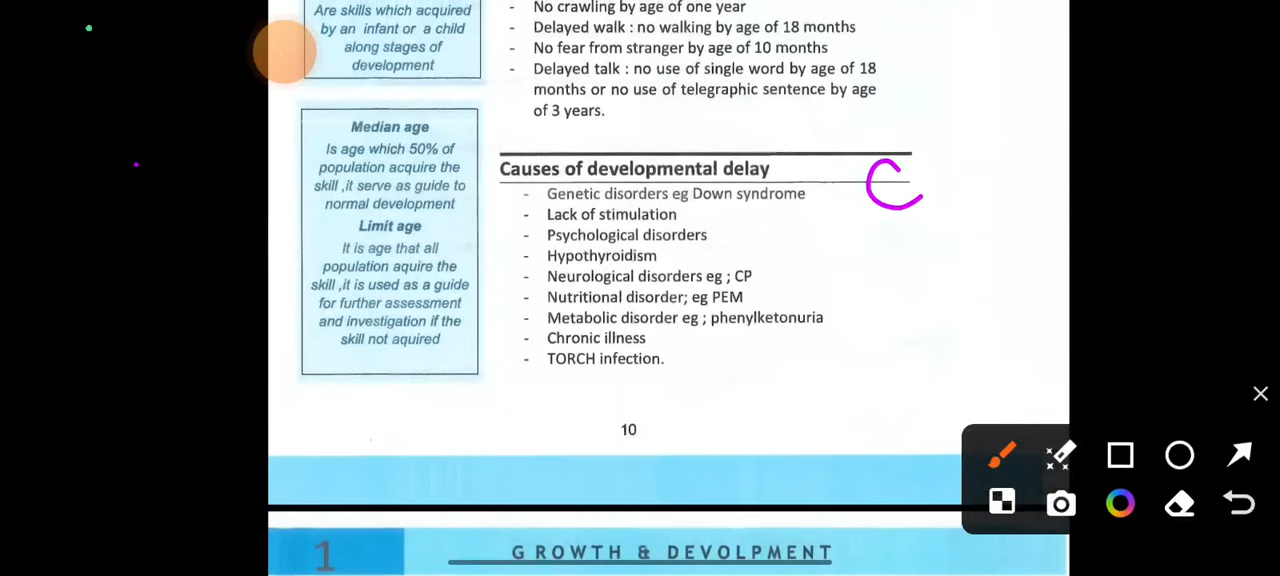 Are skills which acquired
by an infant or a child
along stages of
development
- No crawling by age of one year
- Delayed walk : no walking by age of 18 months
- No fear from stranger by age of 10 months
- Delayed talk : no use of single word by age of 18
months or no use of telegraphic sentence by age
of 3 years.
Median age
Is age which 50% of
population acquire the
skill ,it serve as guide to
normal development
Limit age
It is age that all
population aquire the
skill ,it is used as a guide
for further assessment
and investigation if the
skill not aquired
Causes of developmental delay
- Genetic disorders eg Down syndrome
- Lack of stimulation
- Psychological disorders
- Hypothyroidism
- Neurological disorders eg ; CP
- Nutritional disorder; eg PEM
- Metabolic disorder eg ; phenylketonuria
- Chronic illness
- TORCH infection.
C
10
1
GROWTH & DEVOLPMENT